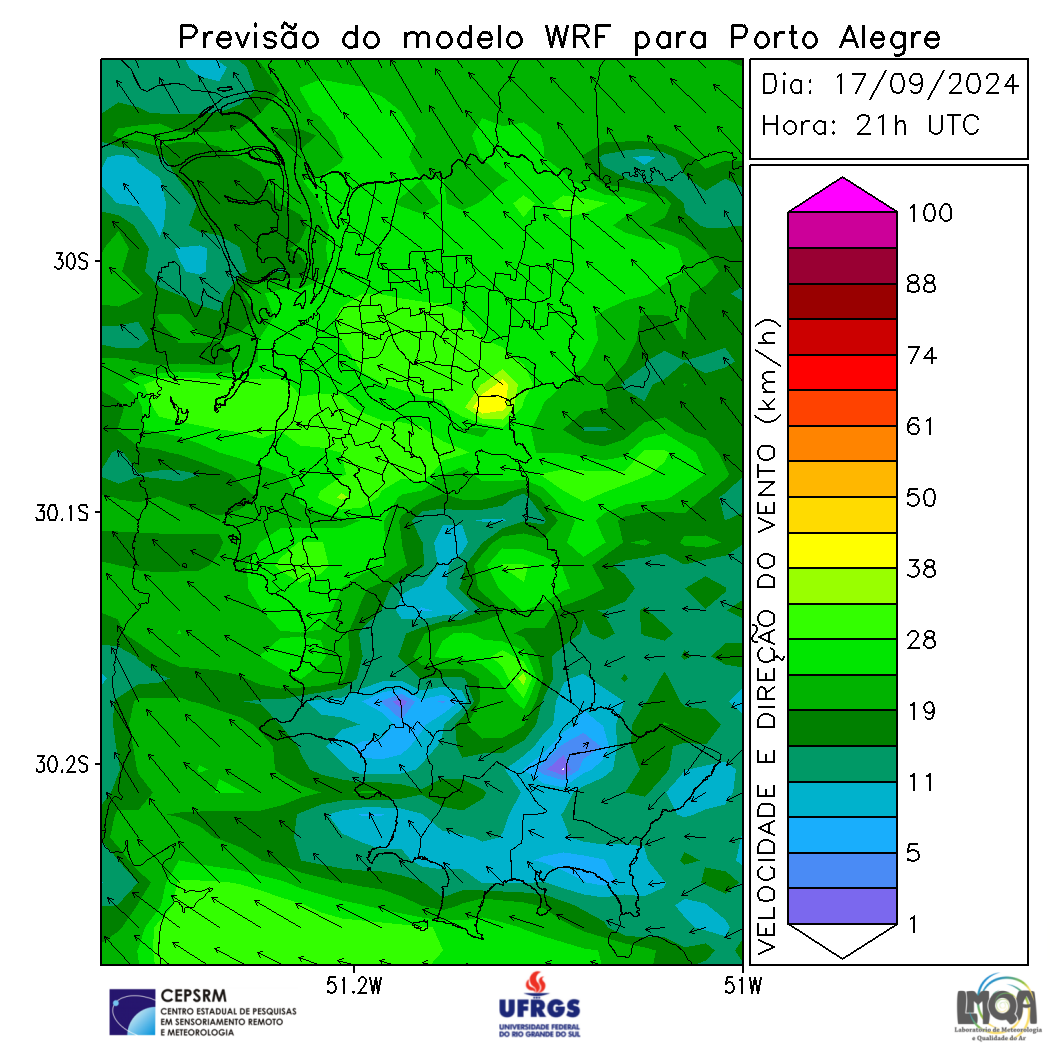 Previsão do modelo WRF para Porto Alegre
Dia: 17/09/2024
Hora: 21h UTC
30S
30.1S
30.2S
51.2W
51W
VELOCIDADE E DIREÇÃO DO VENTO (km/h)
100
88
74
61
50
38
28
19
11
5
1
CEPSRM
CENTRO ESTADUAL DE PESQUISAS
EM SENSORIAMENTO REMOTO
E METEOROLOGIA
UFRGS
UNIVERSIDADE FEDERAL
DO RIO GRANDE DO SUL
LMQA
Laboratório de Meteorologia
e Qualidade do Ar